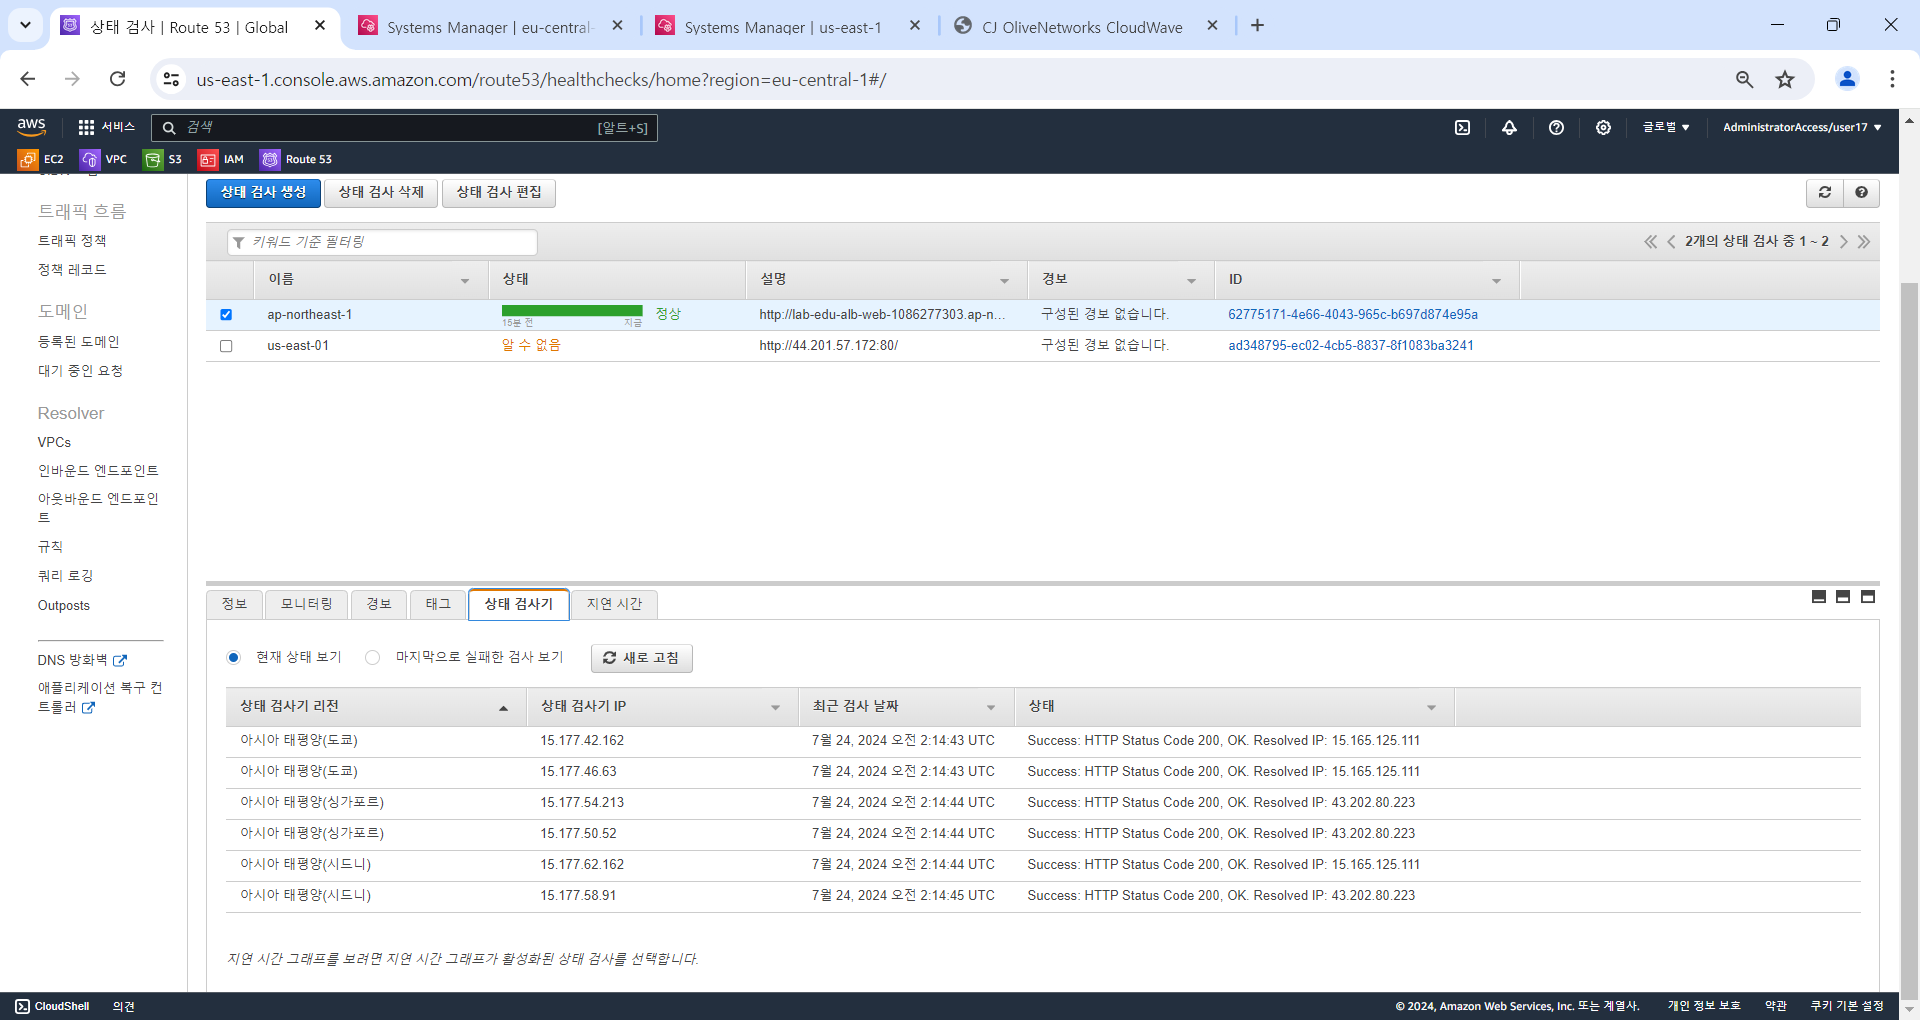 상태 검사 | Route 53 | Global
Systems Manager | eu-central-
Systems Manager | us-east-1
CJ OliveNetworks CloudWave
us-east-1.console.aws.amazon.com/route53/healthchecks/home?region=eu-central-1#/
aws
서비스
검색
[알트+S]
글로벌
AdministratorAccess/user17
EC2
VPC
S3
IAM
Route 53
트래픽 흐름
트래픽 정책
정책 레코드
도메인
등록된 도메인
대기 중인 요청
Resolver
VPCs
인바운드 엔드포인트
아웃바운드 엔드포인
트
규칙
쿼리 로깅
Outposts
DNS 방화벽
애플리케이션 복구 컨
트롤러
상태 검사 생성
상태 검사 삭제
상태 검사 편집
키워드 기준 필터링
2개의 상태 검사 중 1 ~ 2
이름 상태 설명 경보 ID
ap-northeast-1 15분 전 지금 정상 http://lab-edu-alb-web-1086277303.ap-n... 구성된 경보 없습니다. 62775171-4e66-4043-965c-b697d874e95a
us-east-01 알 수 없음 http://44.201.57.172:80/ 구성된 경보 없습니다. ad348795-ec02-4cb5-8837-8f1083ba3241
정보 모니터링 경보 태그 상태 검사기 지연 시간
현재 상태 보기 마지막으로 실패한 검사 보기 새로 고침
상태 검사기 리전 상태 검사기 IP 최근 검사 날짜 상태
아시아 태평양(도쿄) 15.177.42.162 7월 24, 2024 오전 2:14:43 UTC Success: HTTP Status Code 200, OK. Resolved IP: 15.165.125.111
아시아 태평양(도쿄) 15.177.46.63 7월 24, 2024 오전 2:14:43 UTC Success: HTTP Status Code 200, OK. Resolved IP: 15.165.125.111
아시아 태평양(싱가포르) 15.177.54.213 7월 24, 2024 오전 2:14:44 UTC Success: HTTP Status Code 200, OK. Resolved IP: 43.202.80.223
아시아 태평양(싱가포르) 15.177.50.52 7월 24, 2024 오전 2:14:44 UTC Success: HTTP Status Code 200, OK. Resolved IP: 43.202.80.223
아시아 태평양(시드니) 15.177.62.162 7월 24, 2024 오전 2:14:44 UTC Success: HTTP Status Code 200, OK. Resolved IP: 15.165.125.111
아시아 태평양(시드니) 15.177.58.91 7월 24, 2024 오전 2:14:45 UTC Success: HTTP Status Code 200, OK. Resolved IP: 43.202.80.223
지연 시간 그래프를 보려면 지연 시간 그래프가 활성화된 상태 검사를 선택합니다.
CloudShell
의견
© 2024, Amazon Web Services, Inc. 또는 계열사.
개인 정보 보호
약관
쿠키 기본 설정